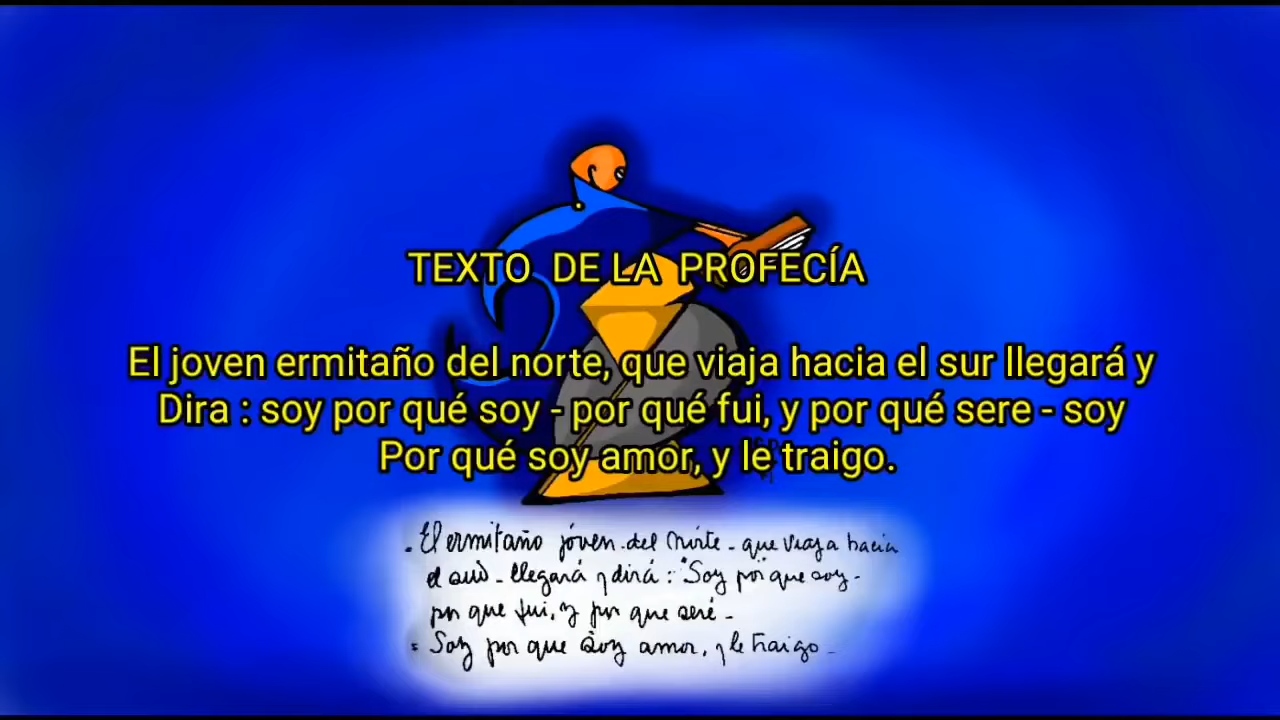 TEXTO DE LA PROFECÍA
El joven ermitaño del norte, que viaja hacia el sur llegará y
Dira : soy por qué soy - por qué fui, y por qué sere - soy
Por qué soy amor, y le traigo.
. El ermitaño jóven. del norte - que viaja hacia
el sud - llegará y dirá : "Soy por que soy -
por que fui, y por que seré -
= Soy por que soy amor, y le traigo -